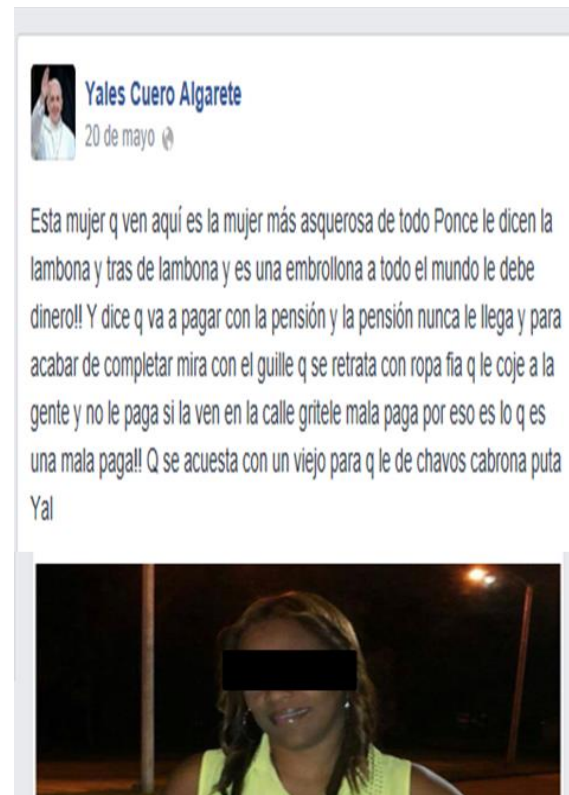 Yales Cuero Algarete
20 de mayo
Esta mujer q ven aquí es la mujer más asquerosa de todo Ponce le dicen la
lambona y tras de lambona y es una embrollona a todo el mundo le debe
dinero!! Y dice q va a pagar con la pensión y la pensión nunca le llega y para
acabar de completar mira con el guille q se retrata con ropa fia q le coje a la
gente y no le paga si la ven en la calle gritele mala paga por eso es lo q es
una mala paga!! Q se acuesta con un viejo para q le de chavos cabrona puta
Yal